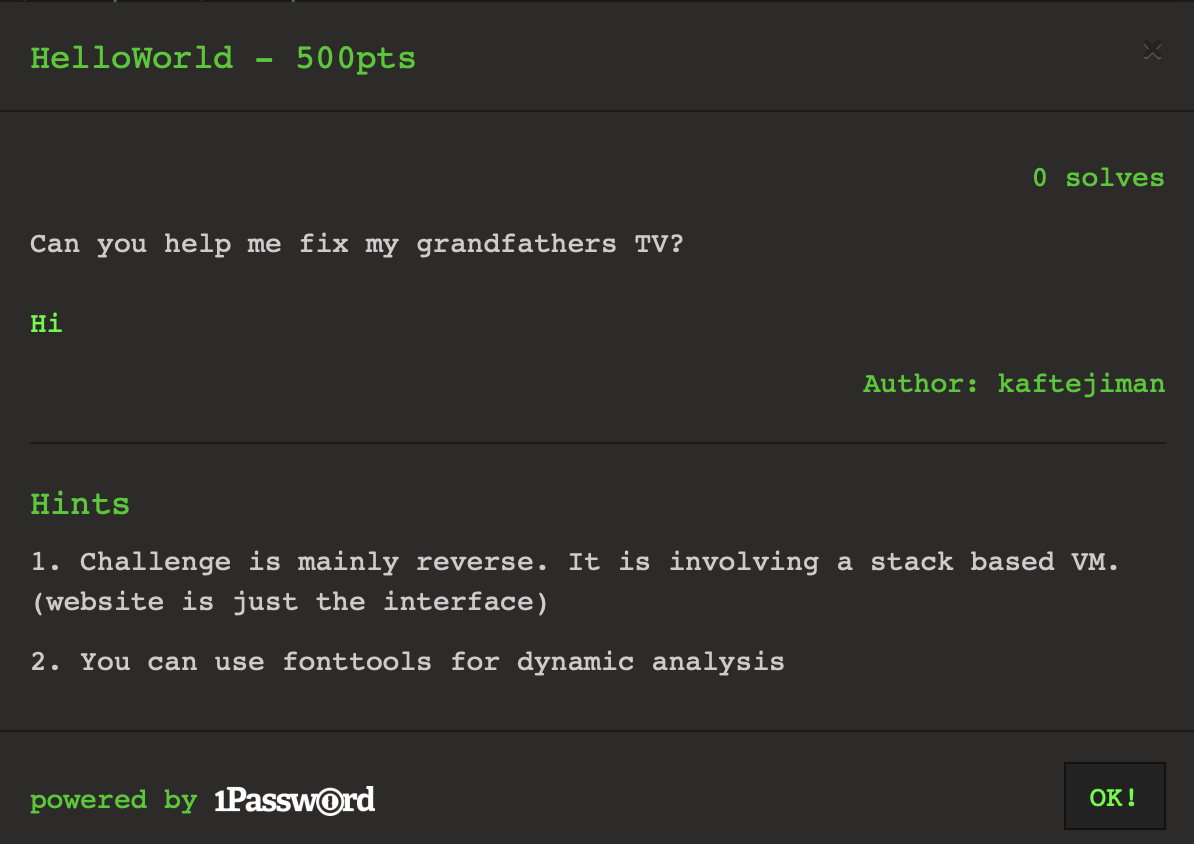 HelloWorld - 500pts
×
0 solves
Can you help me fix my grandfathers TV?
Hi
Author: kaftejiman
Hints
1. Challenge is mainly reverse. It is involving a stack based VM.
(website is just the interface)
2. You can use fonttools for dynamic analysis
powered by 1Password
OK!